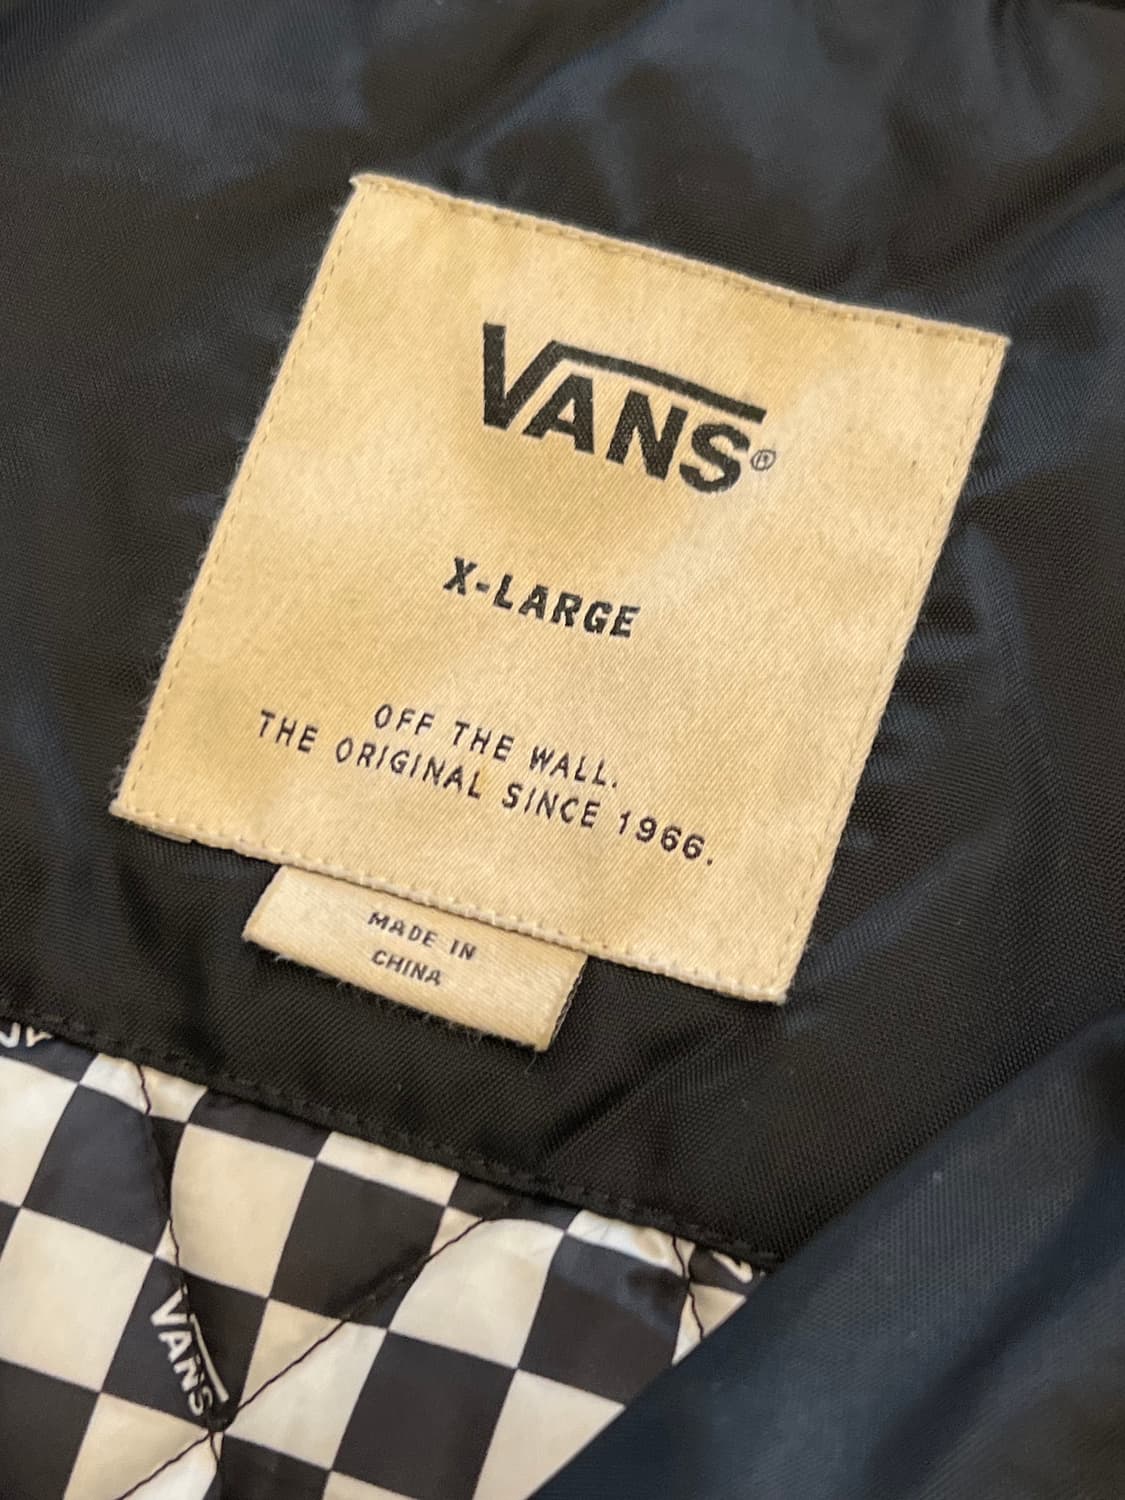 VANS®
X-LARGE
OFF THE WALL.
THE ORIGINAL SINCE 1966.
MADE IN
CHINA
VANS